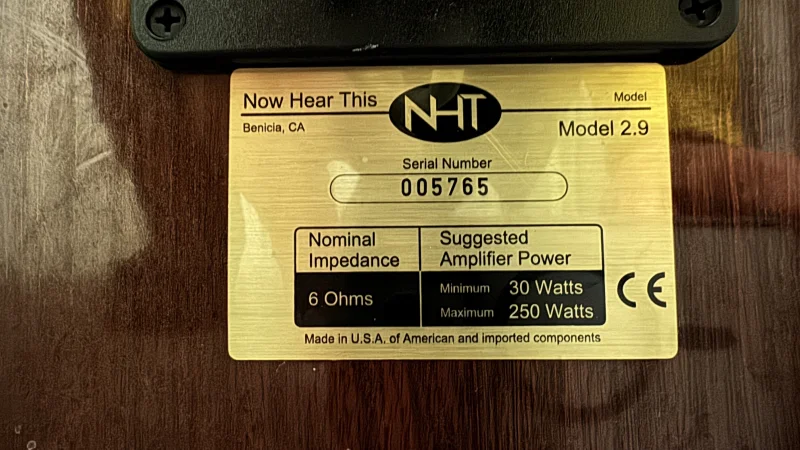 Now Hear This
NHT
Model
Benicia, CA
Model 2.9
Serial Number
005765
Nominal
Impedance
Suggested
Amplifier Power
6 Ohms
Minimum 30 Watts
Maximum 250 Watts
CE
Made in U.S.A. of American and imported components